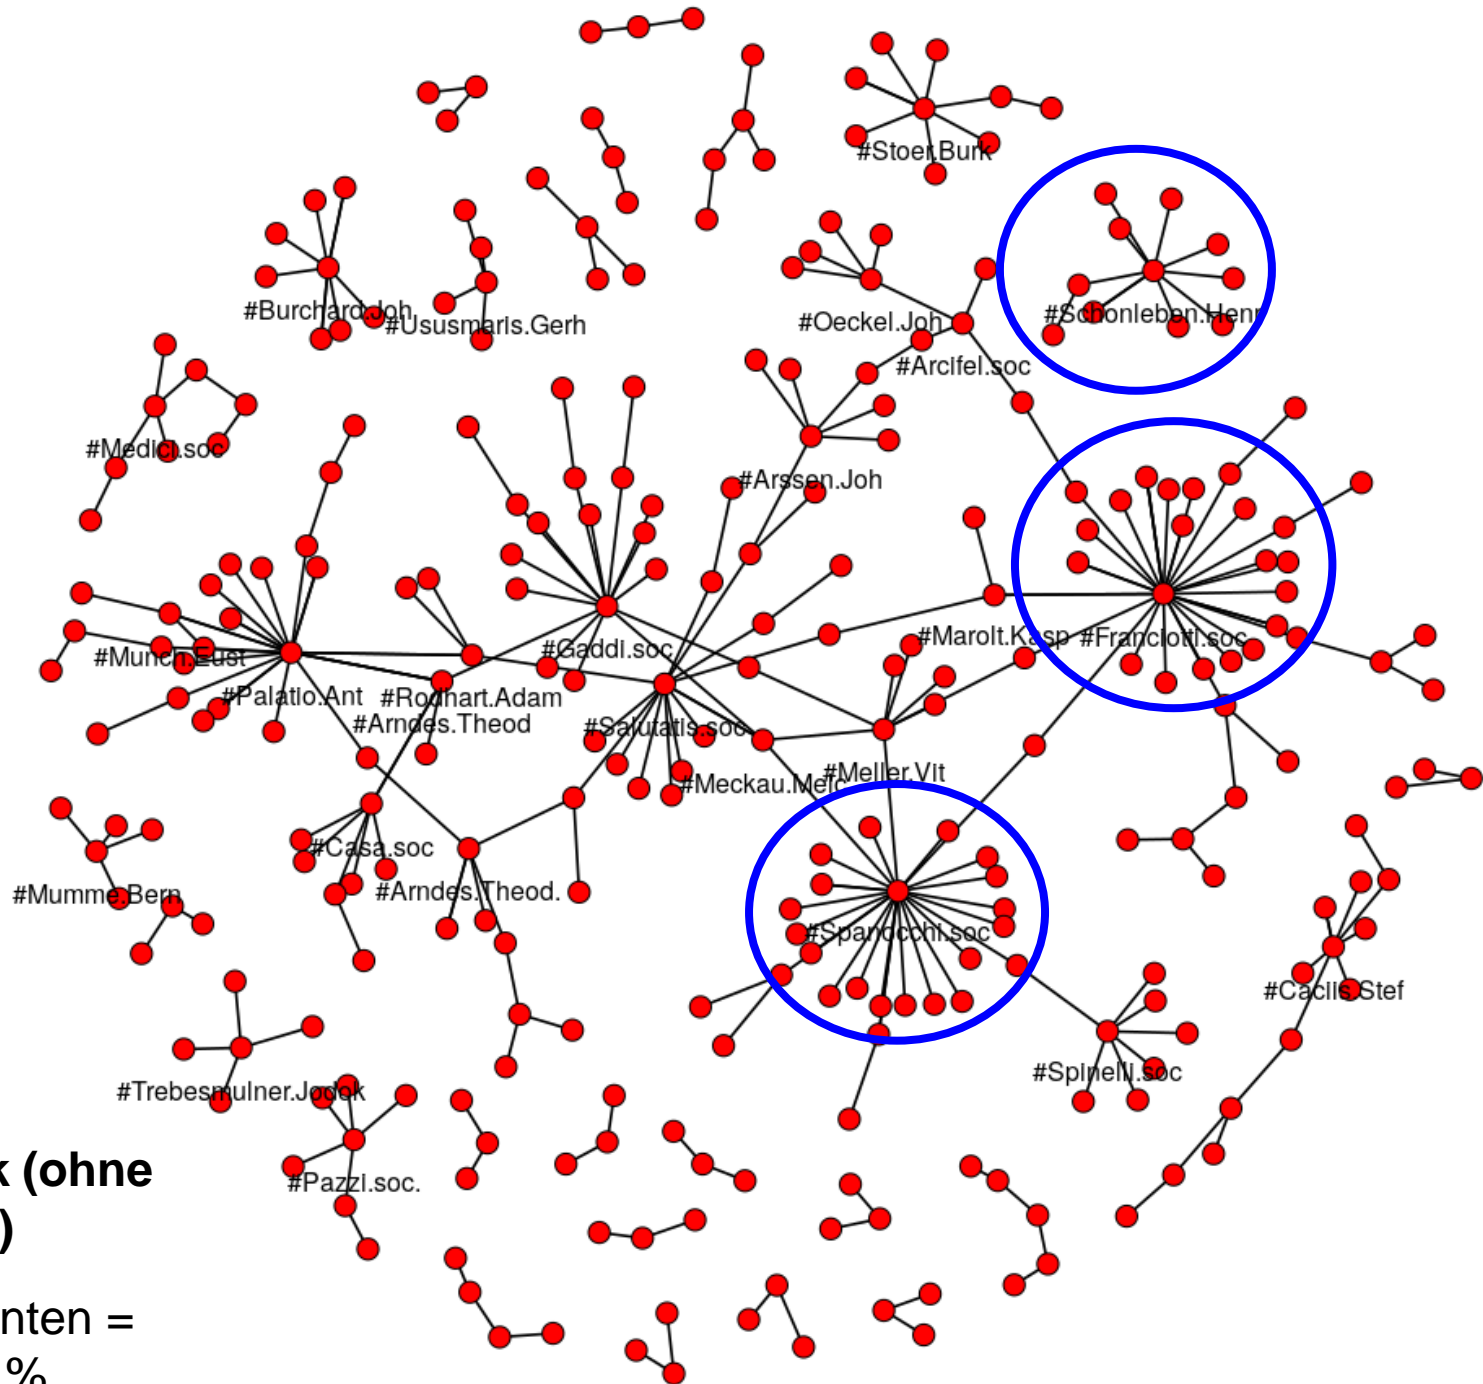 #Stoer.Burk
#Burchard.Joh
#Ususmaris.Gerh
#Oeckel.Joh
#Schonleben.Henr
#Arcifel.soc
#Medici.soc
#Arssen.Joh
#Marolt.Kasp
#Franciotti.soc
#Gaddi.soc
#Munch.Eust
#Palatio.Ant
#Rodhart.Adam
#Arndes.Theod
#Salutatis.soc
#Meckau.Melc
#Meller.Vit
#Casa.soc
#Mumme.Bern
#Arndes.Theod.
#Spanocchi.soc
#Caciis.Stef
#Spinelli.soc
#Trebesmulner.Jodok
#Pazzi.soc.
k (ohne
)
nten =
%